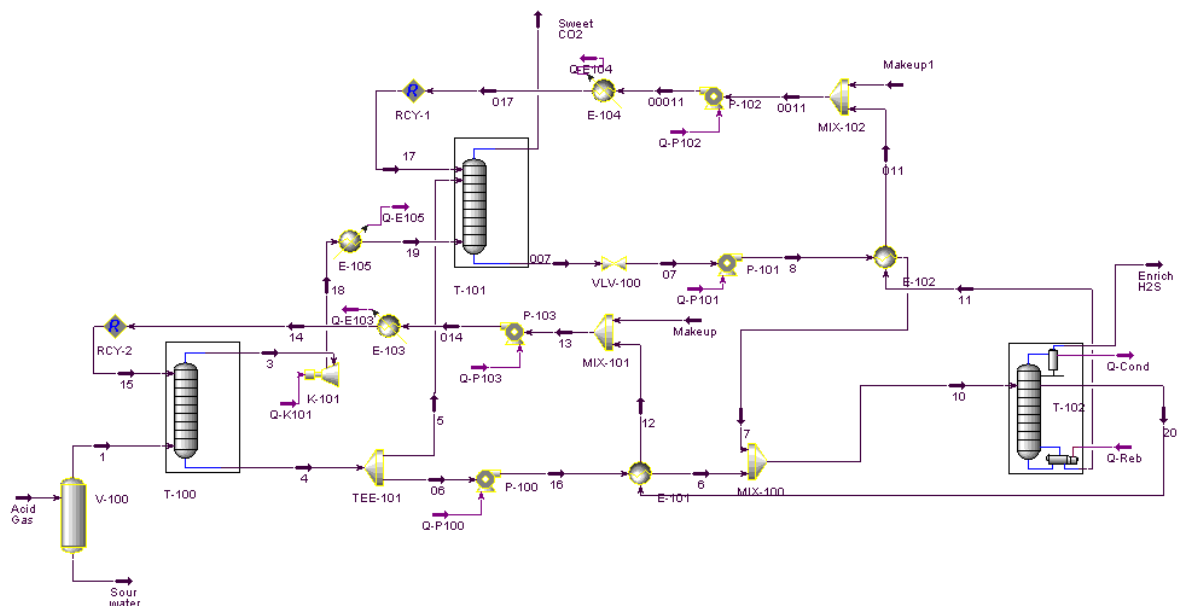 Sweet
CO2
Q-E104
Makeup1
R
RCY-1
017
E-104
00011
P-102
0011
MIX-102
Q-P102
17
011
Q-E105
E-105
19
18
T-101
007
VLV-100
07
P-101
Q-P101
8
E-102
11
Enrich
H2S
R
RCY-2
14
Q-E103
E-103
014
P-103
Q-P103
13
MIX-101
Makeup
3
15
K-101
Q-K101
5
12
7
10
T-102
Q-Cond
20
Q-Reb
1
T-100
4
TEE-101
06
P-100
Q-P100
16
E-101
6
MIX-100
V-100
Acid
Gas
Sour
water